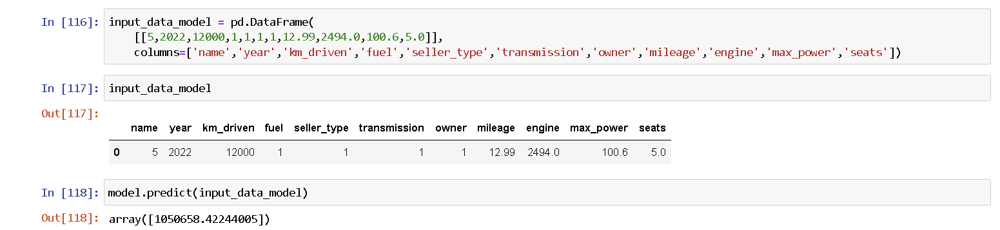 In [116]: input_data_model = pd.DataFrame(
[[5,2022,12000,1,1,1,1,12.99,2494.0,100.6,5.0]],
columns=['name','year','km_driven','fuel','seller_type','transmission','owner','mileage','engine','max_power','seats'])
In [117]: input_data_model
Out[117]:
name year km_driven fuel seller_type transmission owner mileage engine max_power seats
0 5 2022 12000 1 1 1 1 12.99 2494.0 100.6 5.0
In [118]: model.predict(input_data_model)
Out[118]: array([1050658.42244005])